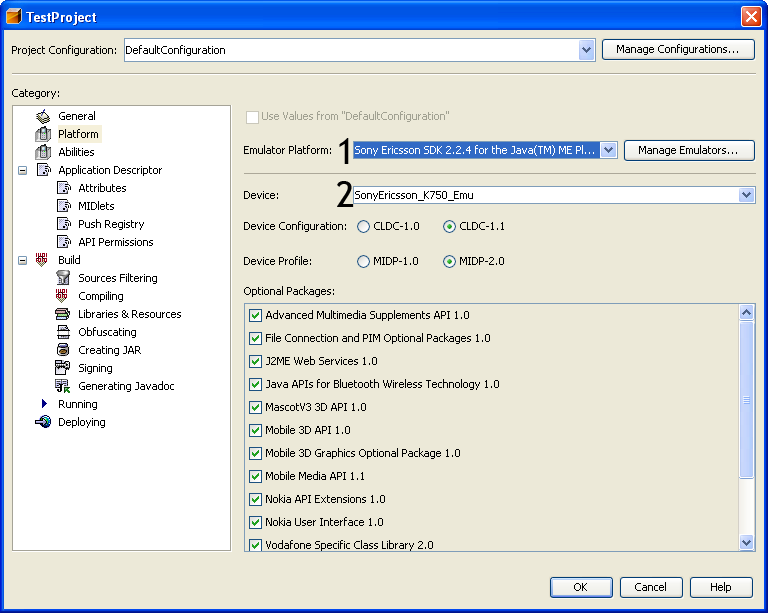 TestProject
Project Configuration: DefaultConfiguration Manage Configurations...
Category:
General
Platform
Abilities
Application Descriptor
Attributes
MIDlets
Push Registry
API Permissions
Build
Sources Filtering
Compiling
Libraries & Resources
Obfuscating
Creating JAR
Signing
Generating Javadoc
Running
Deploying
Use Values from "DefaultConfiguration"
Emulator Platform: 1 Sony Ericsson SDK 2.2.4 for the Java(TM) ME Pl... Manage Emulators...
Device: 2 SonyEricsson_K750_Emu
Device Configuration: CLDC-1.0 CLDC-1.1
Device Profile: MIDP-1.0 MIDP-2.0
Optional Packages:
Advanced Multimedia Supplements API 1.0
File Connection and PIM Optional Packages 1.0
J2ME Web Services 1.0
Java APIs for Bluetooth Wireless Technology 1.0
MascotV3 3D API 1.0
Mobile 3D API 1.0
Mobile 3D Graphics Optional Package 1.0
Mobile Media API 1.1
Nokia API Extensions 1.0
Nokia User Interface 1.0
Vodafone Specific Class Library 2.0
OK Cancel Help